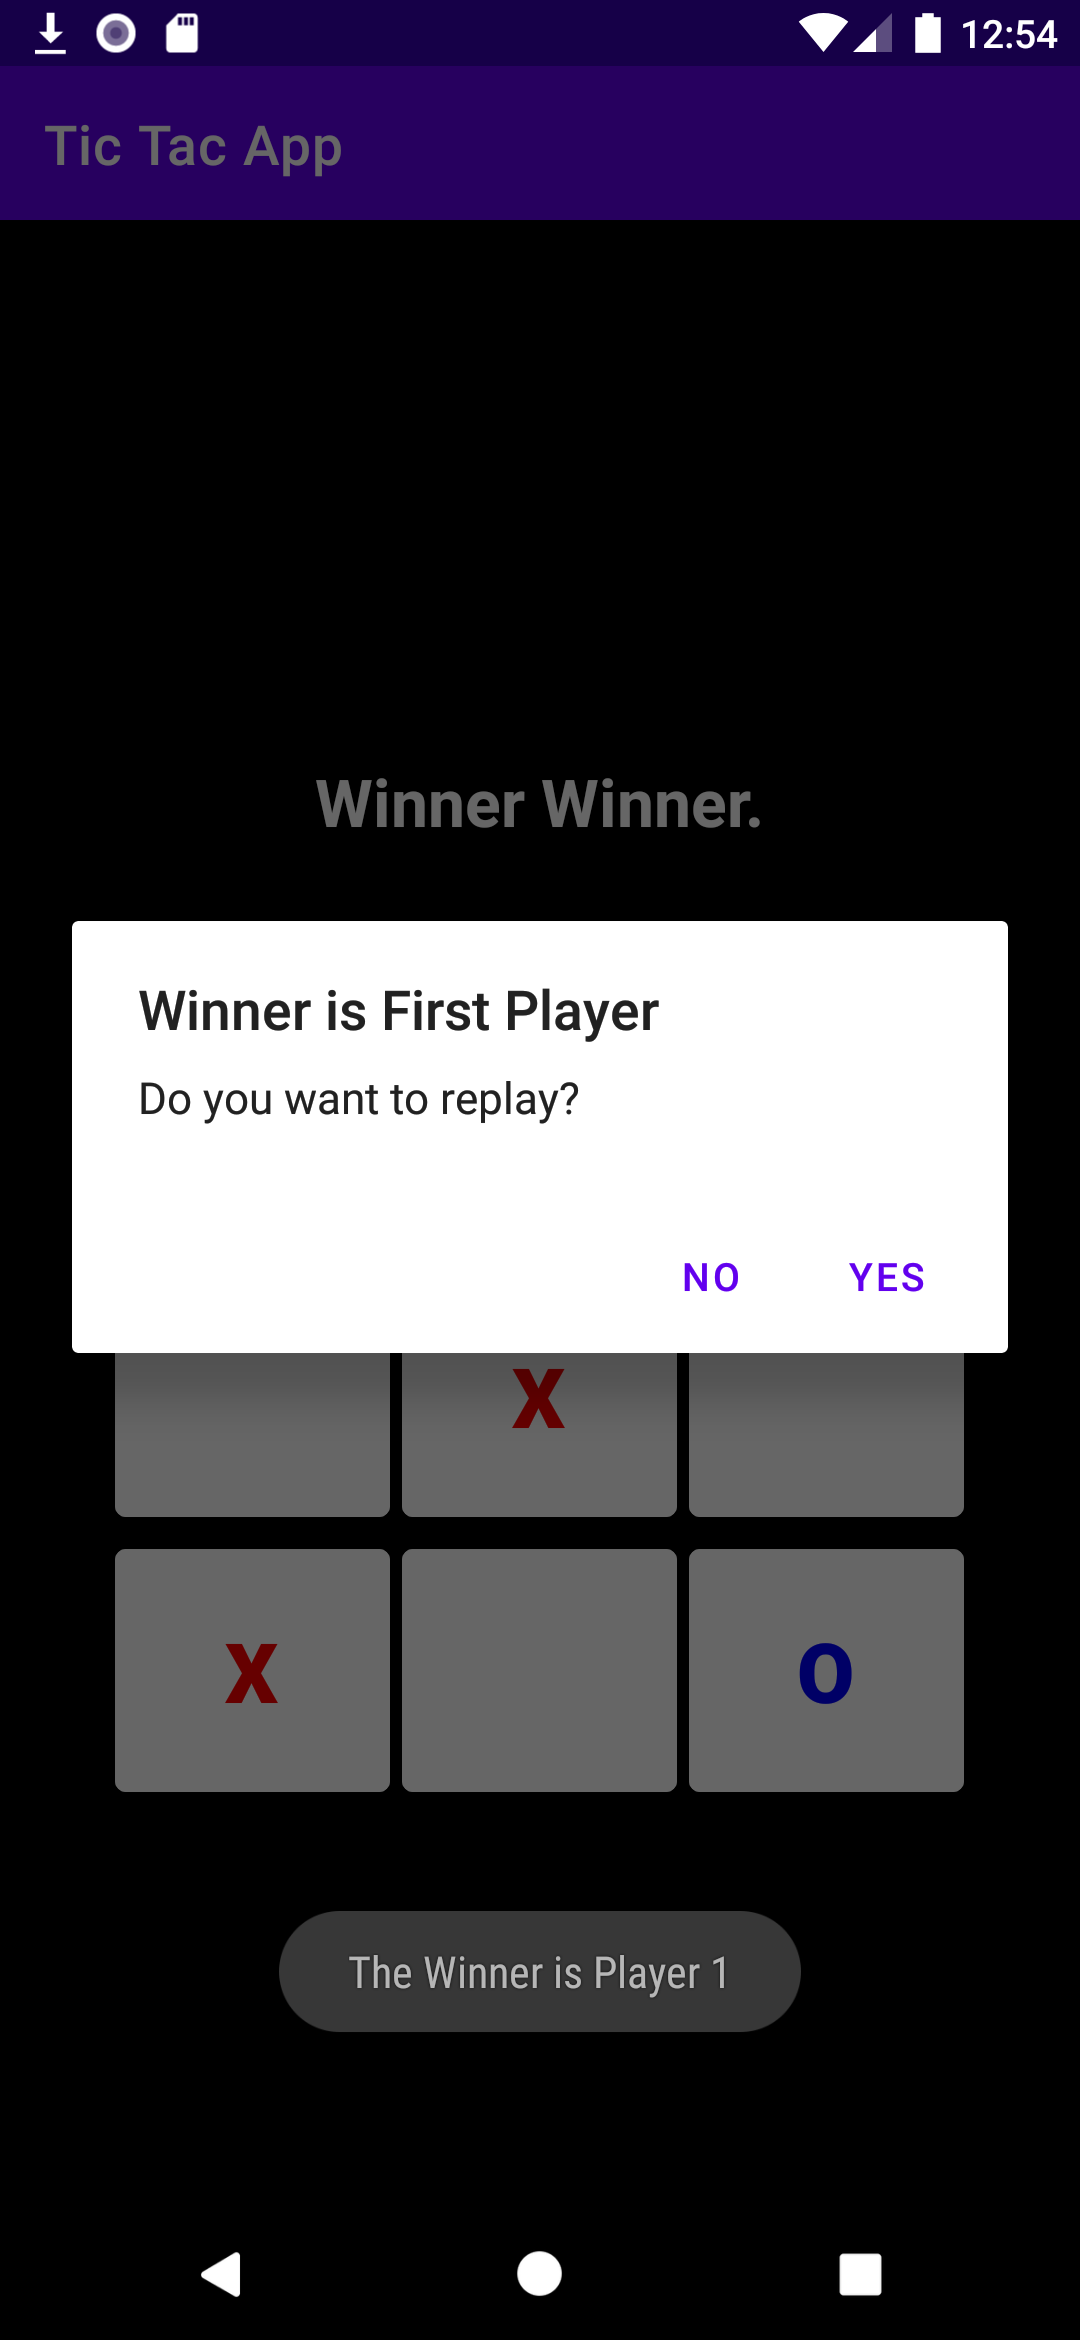 12:54
Tic Tac App
Winner Winner.
Winner is First Player
Do you want to replay?
NO YES
X
X O
The Winner is Player 1